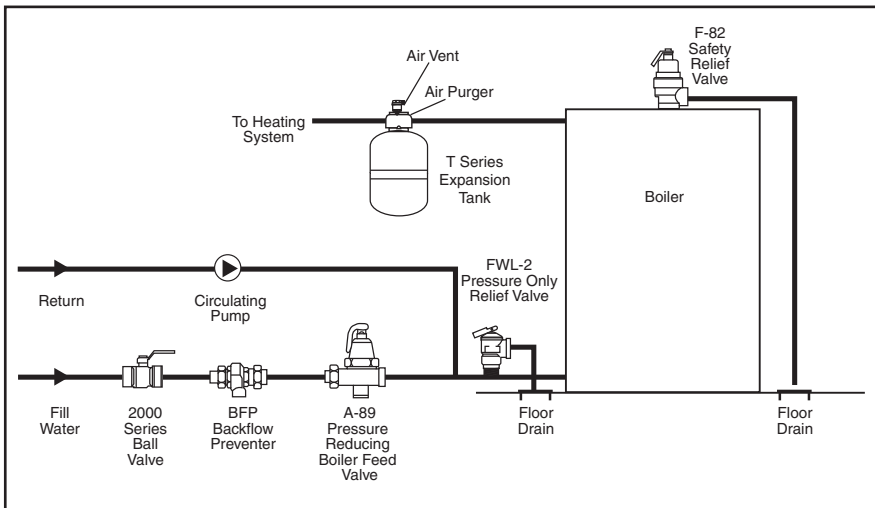 F-82
Safety
Relief
Valve
Air Vent
Air Purger
To Heating
System
T Series
Expansion
Tank
Boiler
FWL-2
Pressure Only
Relief Valve
Return
Circulating
Pump
Fill
Water
2000
Series
Ball
Valve
BFP
Backflow
Preventer
A-89
Pressure
Reducing
Boiler Feed
Valve
Floor
Drain
Floor
Drain